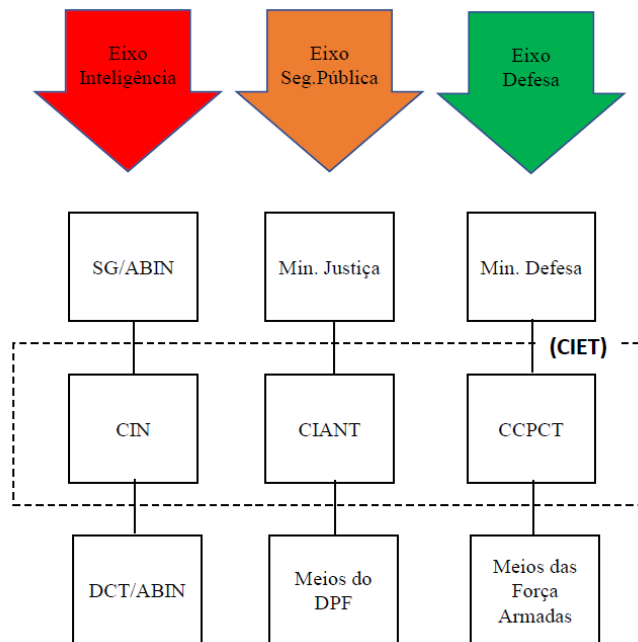 Eixo
Inteligência
Eixo
Seg.Pública
Eixo
Defesa
SG/ABIN
Min. Justiça
Min. Defesa
(CIET)
CIN
CIANT
CCPCT
DCT/ABIN
Meios do
DPF
Meios das
Força
Armadas